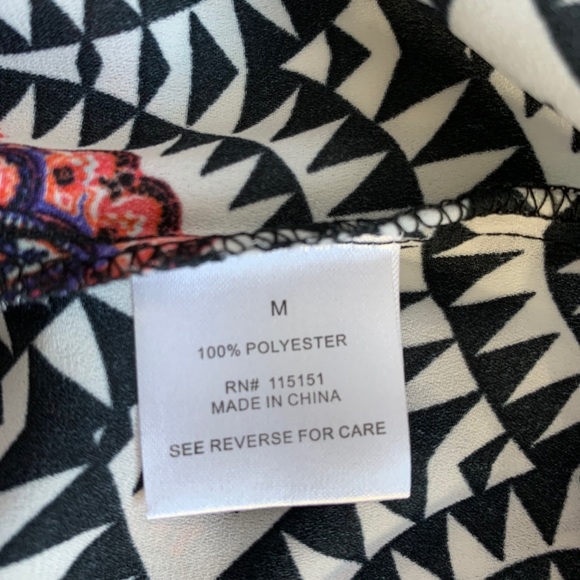 M
100% POLYESTER
RN# 115151
MADE IN CHINA
SEE REVERSE FOR CARE